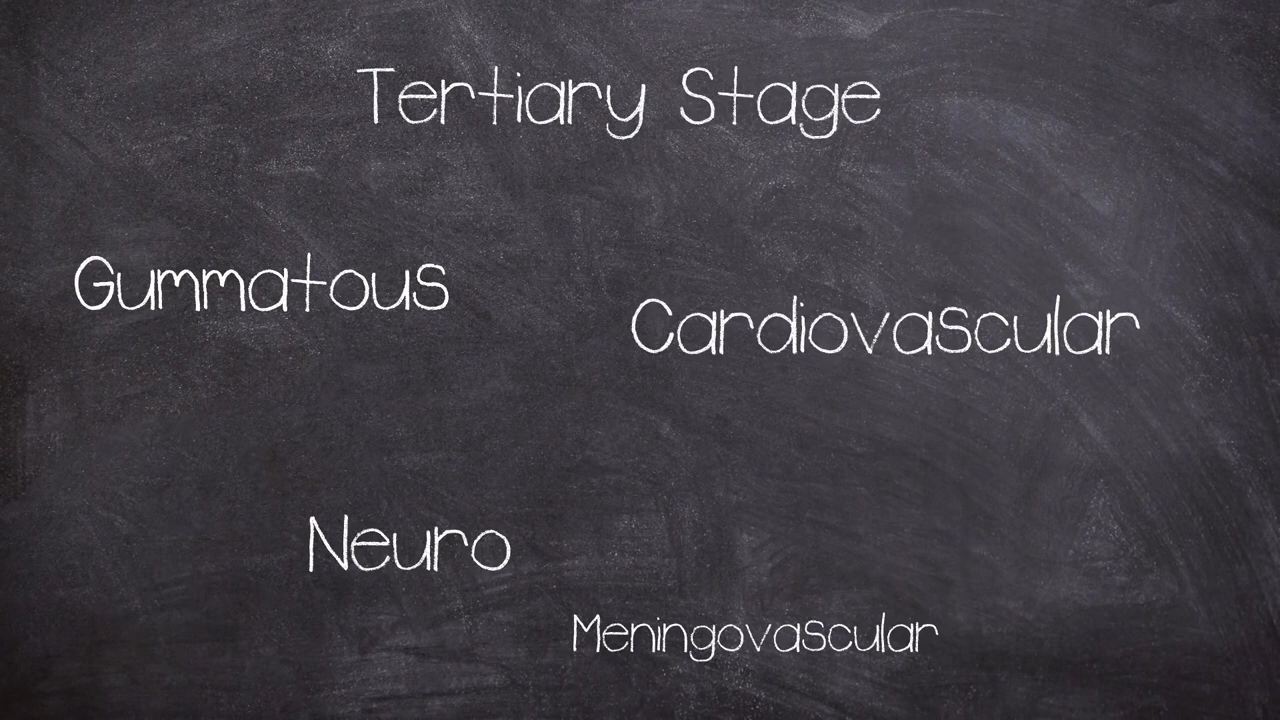 Tertiary Stage
Gummatous
Cardiovascular
Neuro
Meningovascular